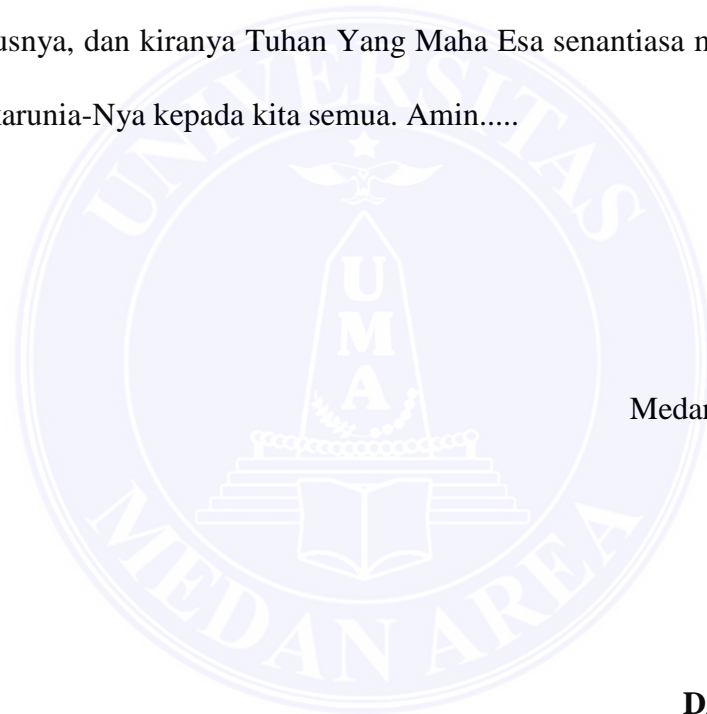 usnya, dan kiranya Tuhan Yang Maha Esa senantiasa
karunia-Nya kepada kita semua. Amin.....
UNIVERSITAS
U
M
A
Medan
MEDAN AREA